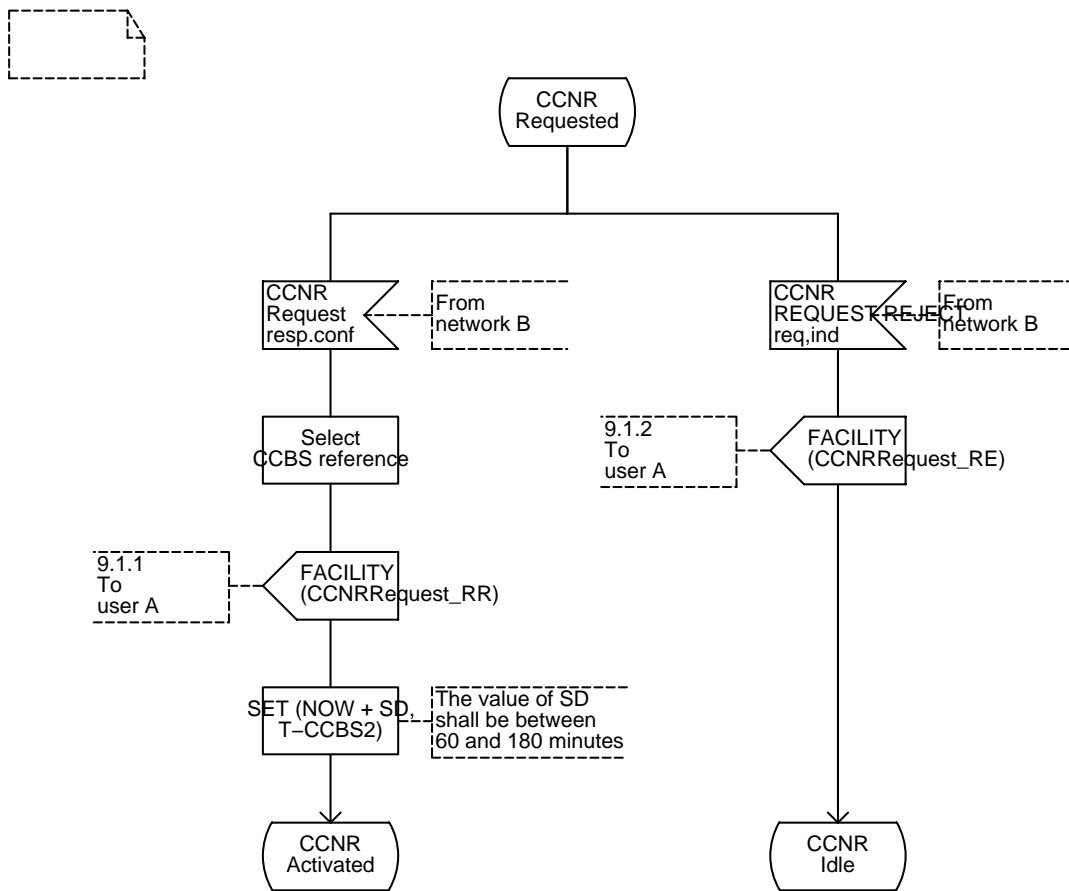 CCNR
Requested
CCNR
Request
resp.conf
From
network B
CCNR
REQUEST REJECT
req,ind
From
network B
Select
CCBS reference
9.1.2
To
user A
FACILITY
(CCNRRequest_RE)
9.1.1
To
user A
FACILITY
(CCNRRequest_RR)
SET (NOW + SD,
T−CCBS2)
The value of SD
shall be between
60 and 180 minutes
CCNR
Activated
CCNR
Idle